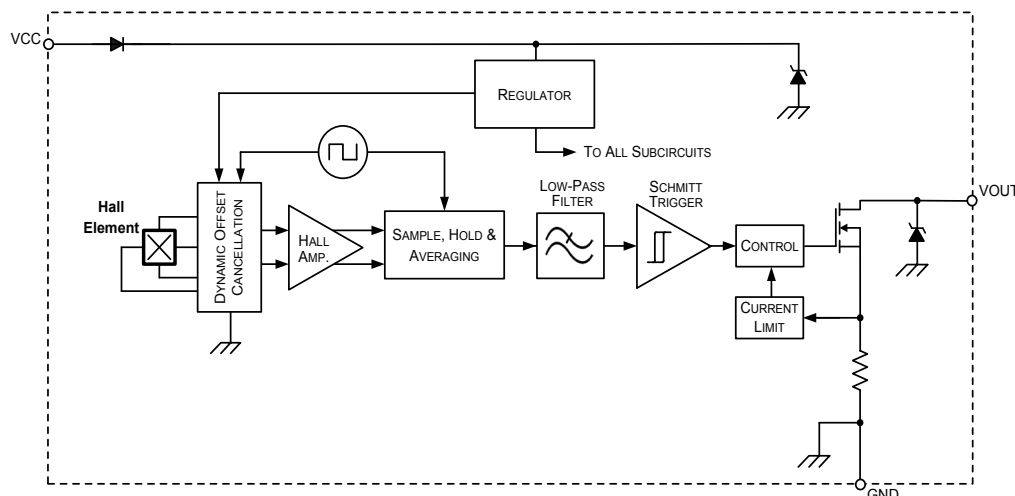 VCC
REGULATOR
TO ALL SUBCIRCUITS
Hall
Element
DYNAMIC OFFSET
CANCELLATION
HALL
AMP.
SAMPLE, HOLD &
AVERAGING
LOW-PASS
FILTER
SCHMITT
TRIGGER
CONTROL
CURRENT
LIMIT
VOUT
GND